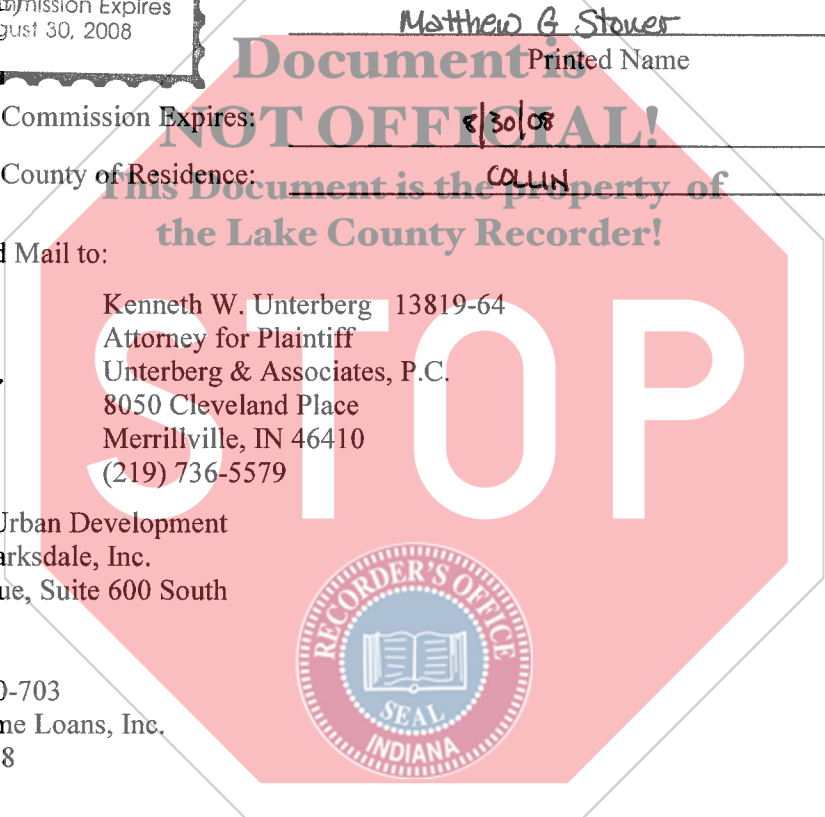 Commission Expires
August 30, 2008
Matthew G Stover
Printed Name
Document is
NOT OFFICIAL!
Commission Expires: 8/30/08
County of Residence: COLLIN
This Document is the property of
the Lake County Recorder!
Mail to:
Kenneth W. Unterberg 13819-64
Attorney for Plaintiff
Unterberg & Associates, P.C.
8050 Cleveland Place
Merrillville, IN 46410
(219) 736-5579
STOP
Urban Development
arksdale, Inc.
ue, Suite 600 South
0-703
me Loans, Inc.
8
RECORDER'S OFFICE
SEAL
INDIANA